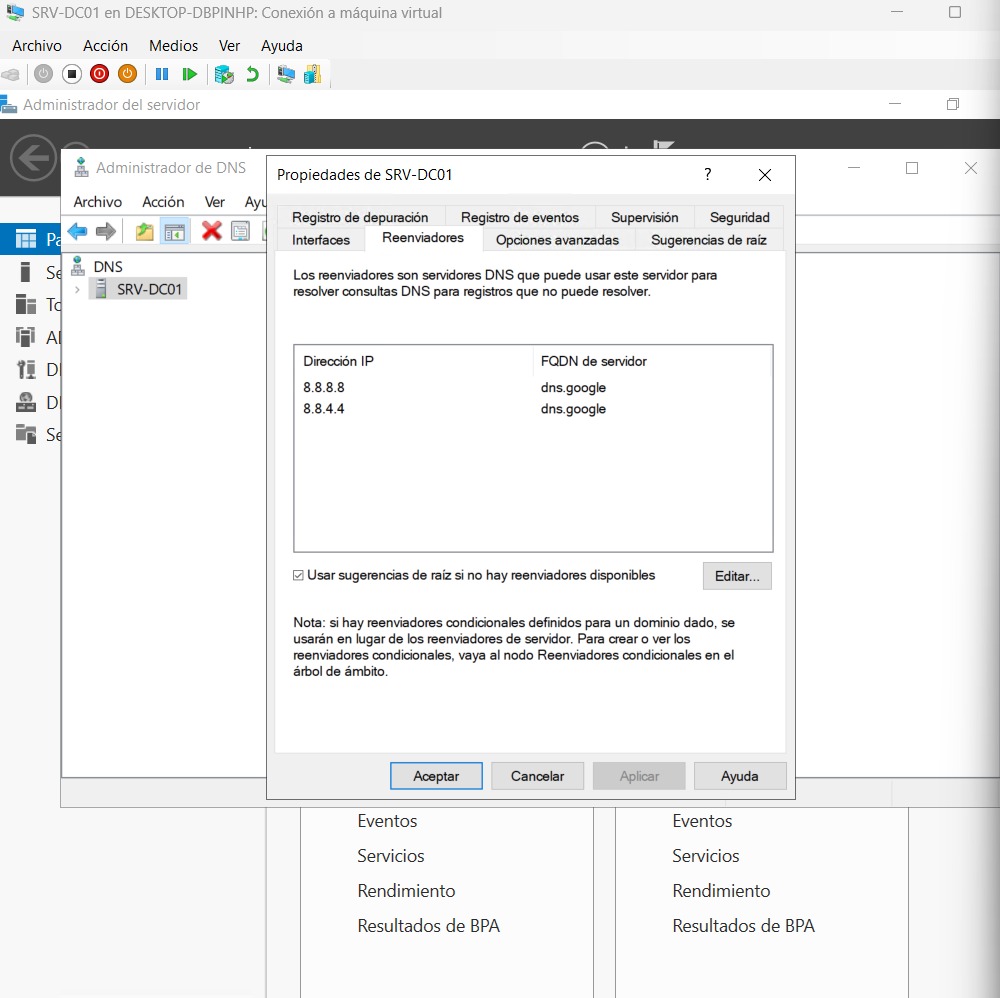 SRV-DC01 en DESKTOP-DBPINHP: Conexión a máquina virtual
Archivo Acción Medios Ver Ayuda
Administrador del servidor
Administrador de DNS
Archivo Acción Ver Ayu
DNS
SRV-DC01
Pa
Se
To
DI
DI
Se
Propiedades de SRV-DC01
?
Registro de depuración Registro de eventos Supervisión Seguridad
Interfaces Reenviadores Opciones avanzadas Sugerencias de raíz
Los reenviadores son servidores DNS que puede usar este servidor para
resolver consultas DNS para registros que no puede resolver.
Dirección IP FQDN de servidor
8.8.8.8 dns.google
8.8.4.4 dns.google
Usar sugerencias de raíz si no hay reenviadores disponibles
Editar...
Nota: si hay reenviadores condicionales definidos para un dominio dado, se
usarán en lugar de los reenviadores de servidor. Para crear o ver los
reenviadores condicionales, vaya al nodo Reenviadores condicionales en el
árbol de ámbito.
Aceptar Cancelar Aplicar Ayuda
Eventos
Servicios
Rendimiento
Resultados de BPA
Eventos
Servicios
Rendimiento
Resultados de BPA